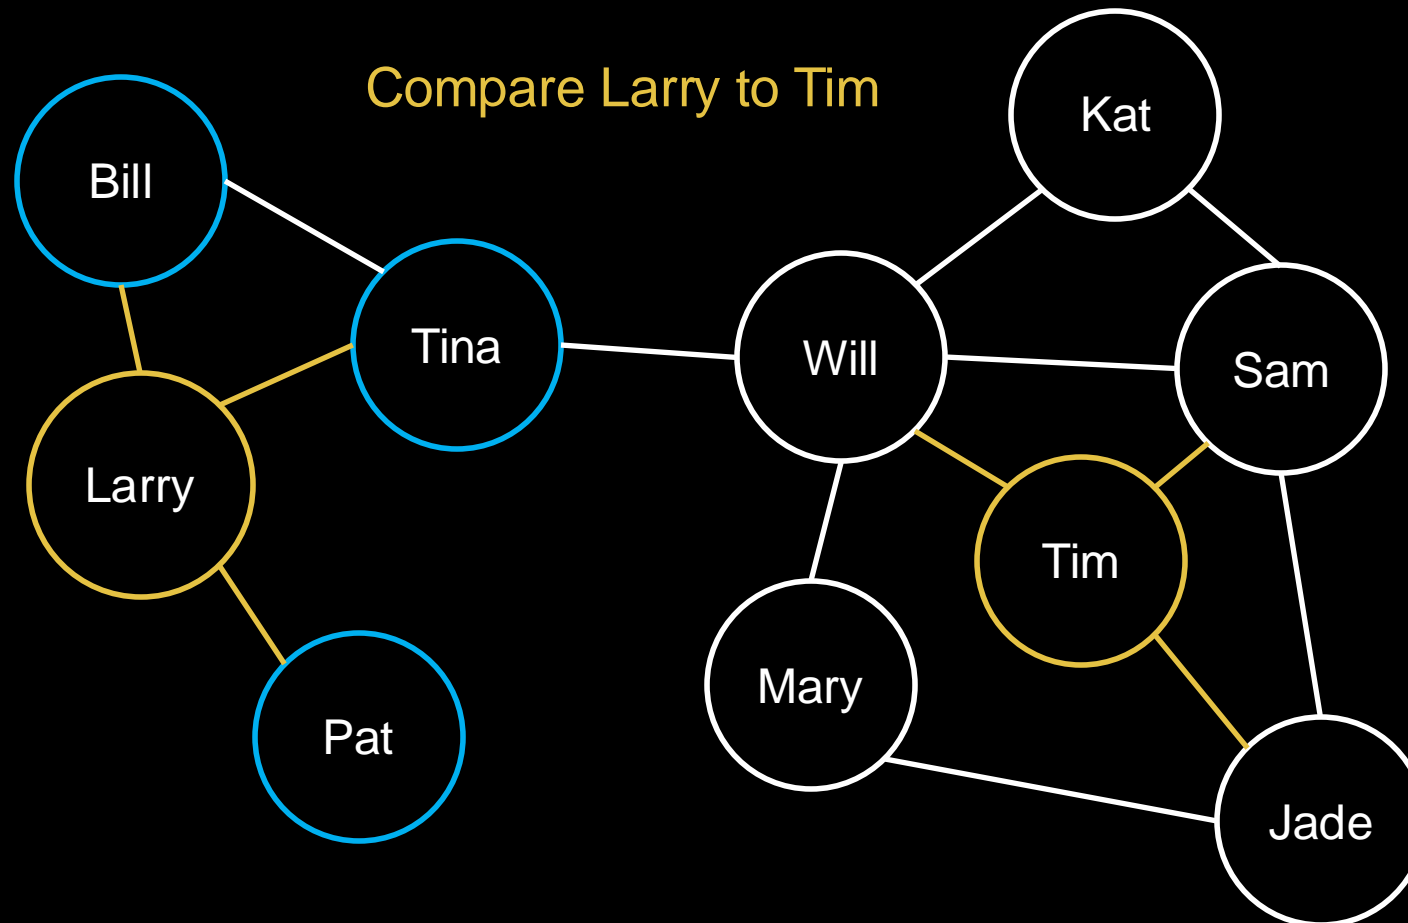 Compare Larry to Tim
Kat
Bill
Tina
Will
Sam
Larry
Tim
Mary
Pat
Jade